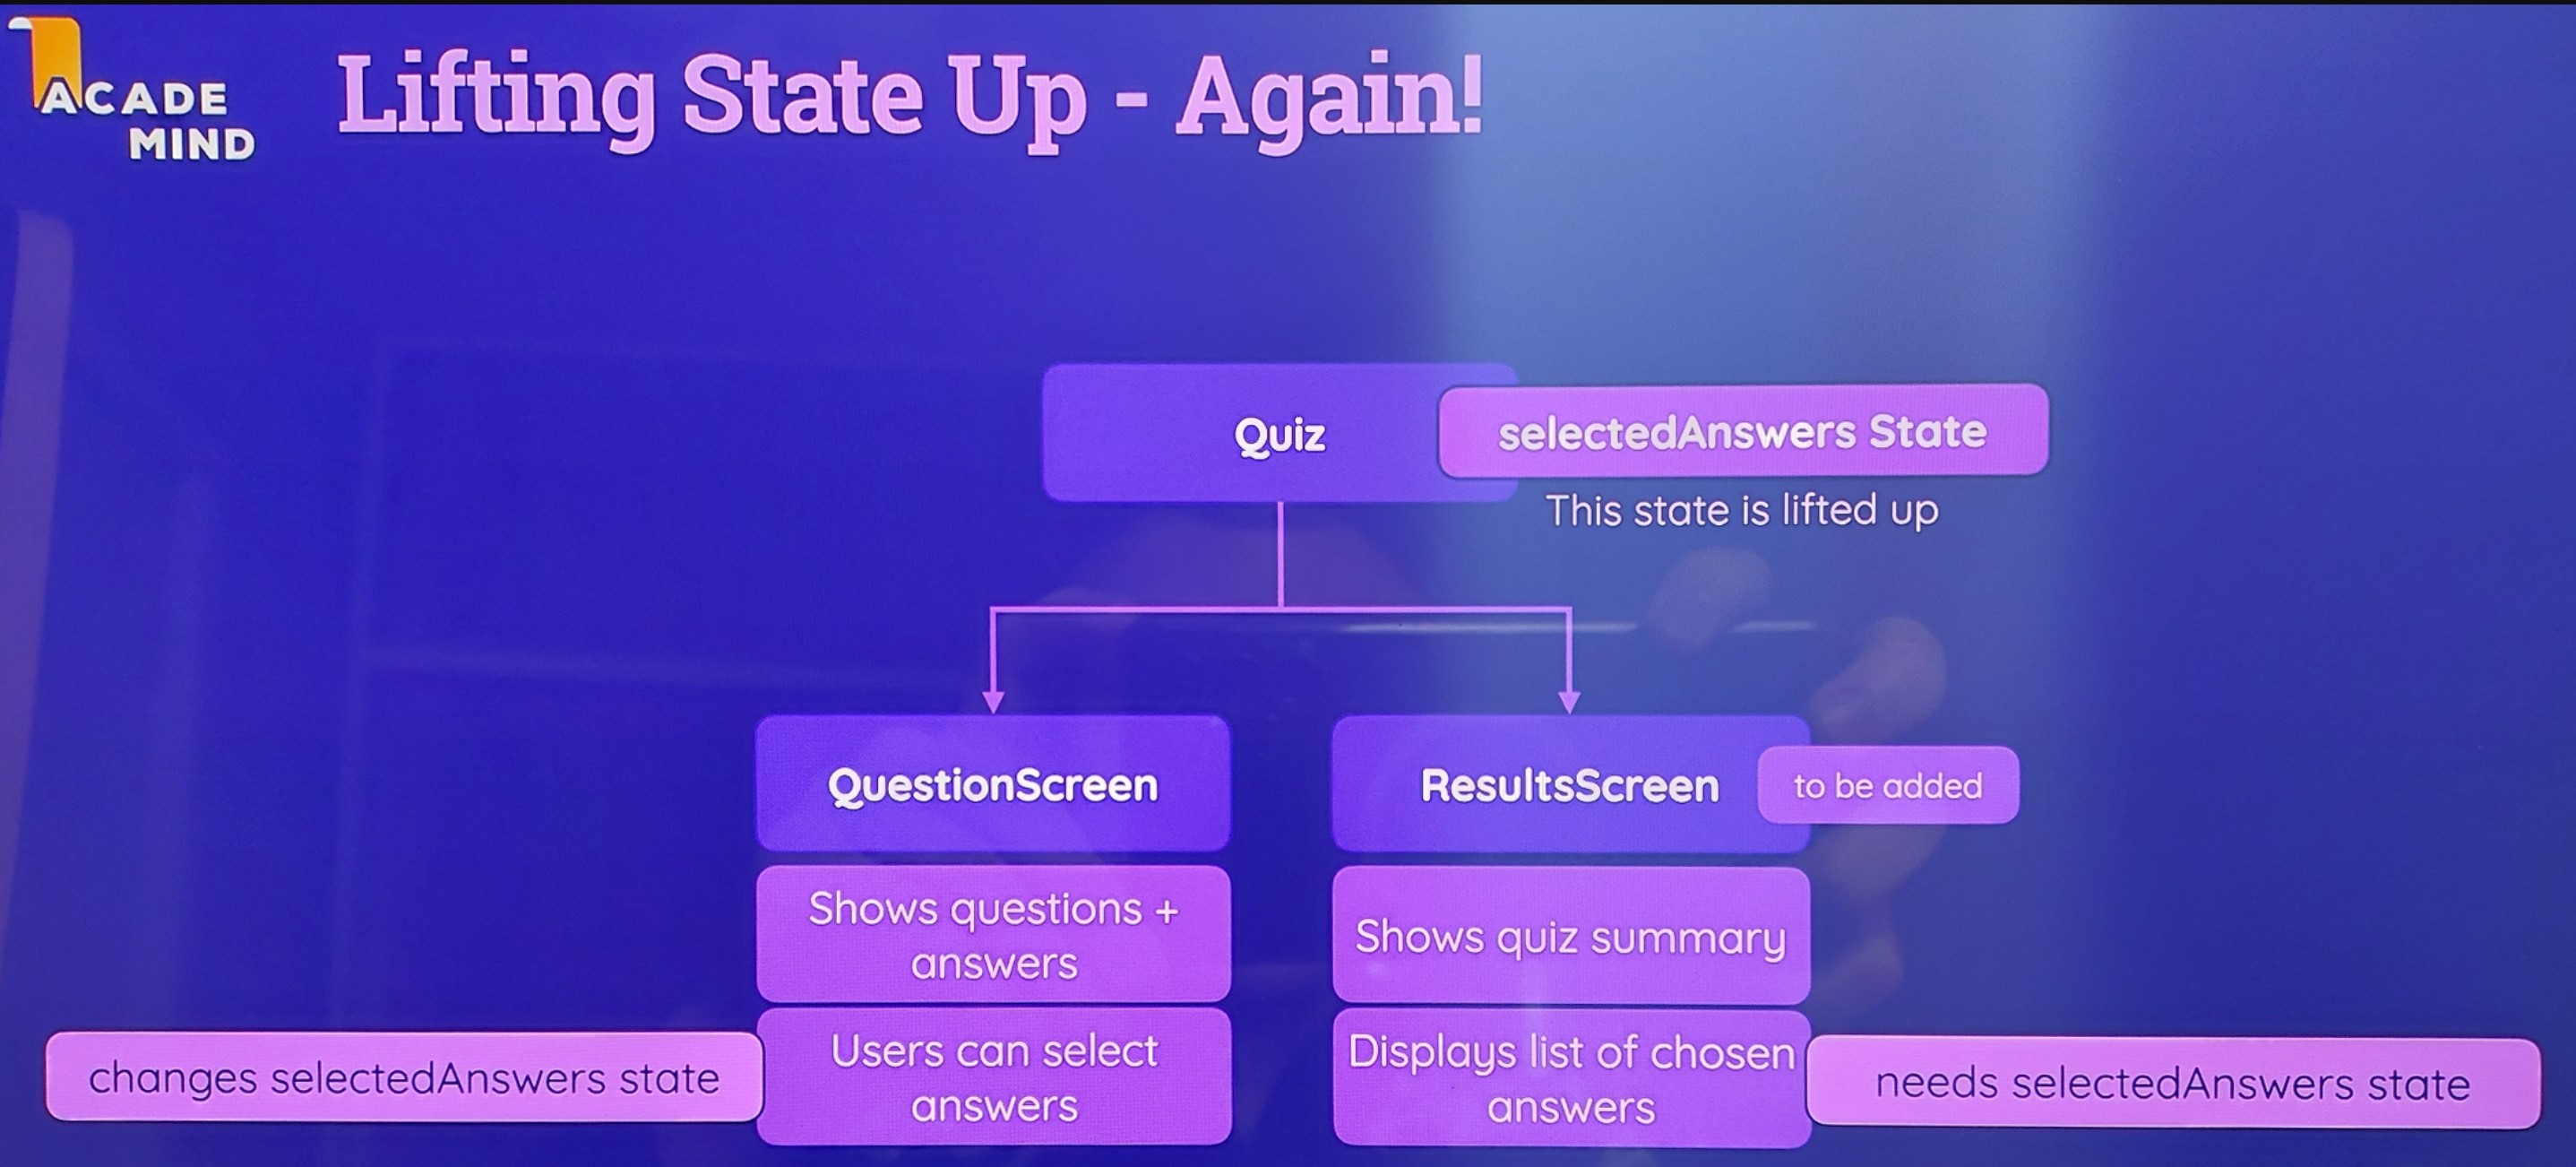 ACADE
MIND
Lifting State Up - Again!
Quiz
selectedAnswers State
This state is lifted up
QuestionScreen
ResultsScreen
to be added
Shows questions +
answers
Shows quiz summary
changes selectedAnswers state
Users can select
answers
Displays list of chosen
answers
needs selectedAnswers state